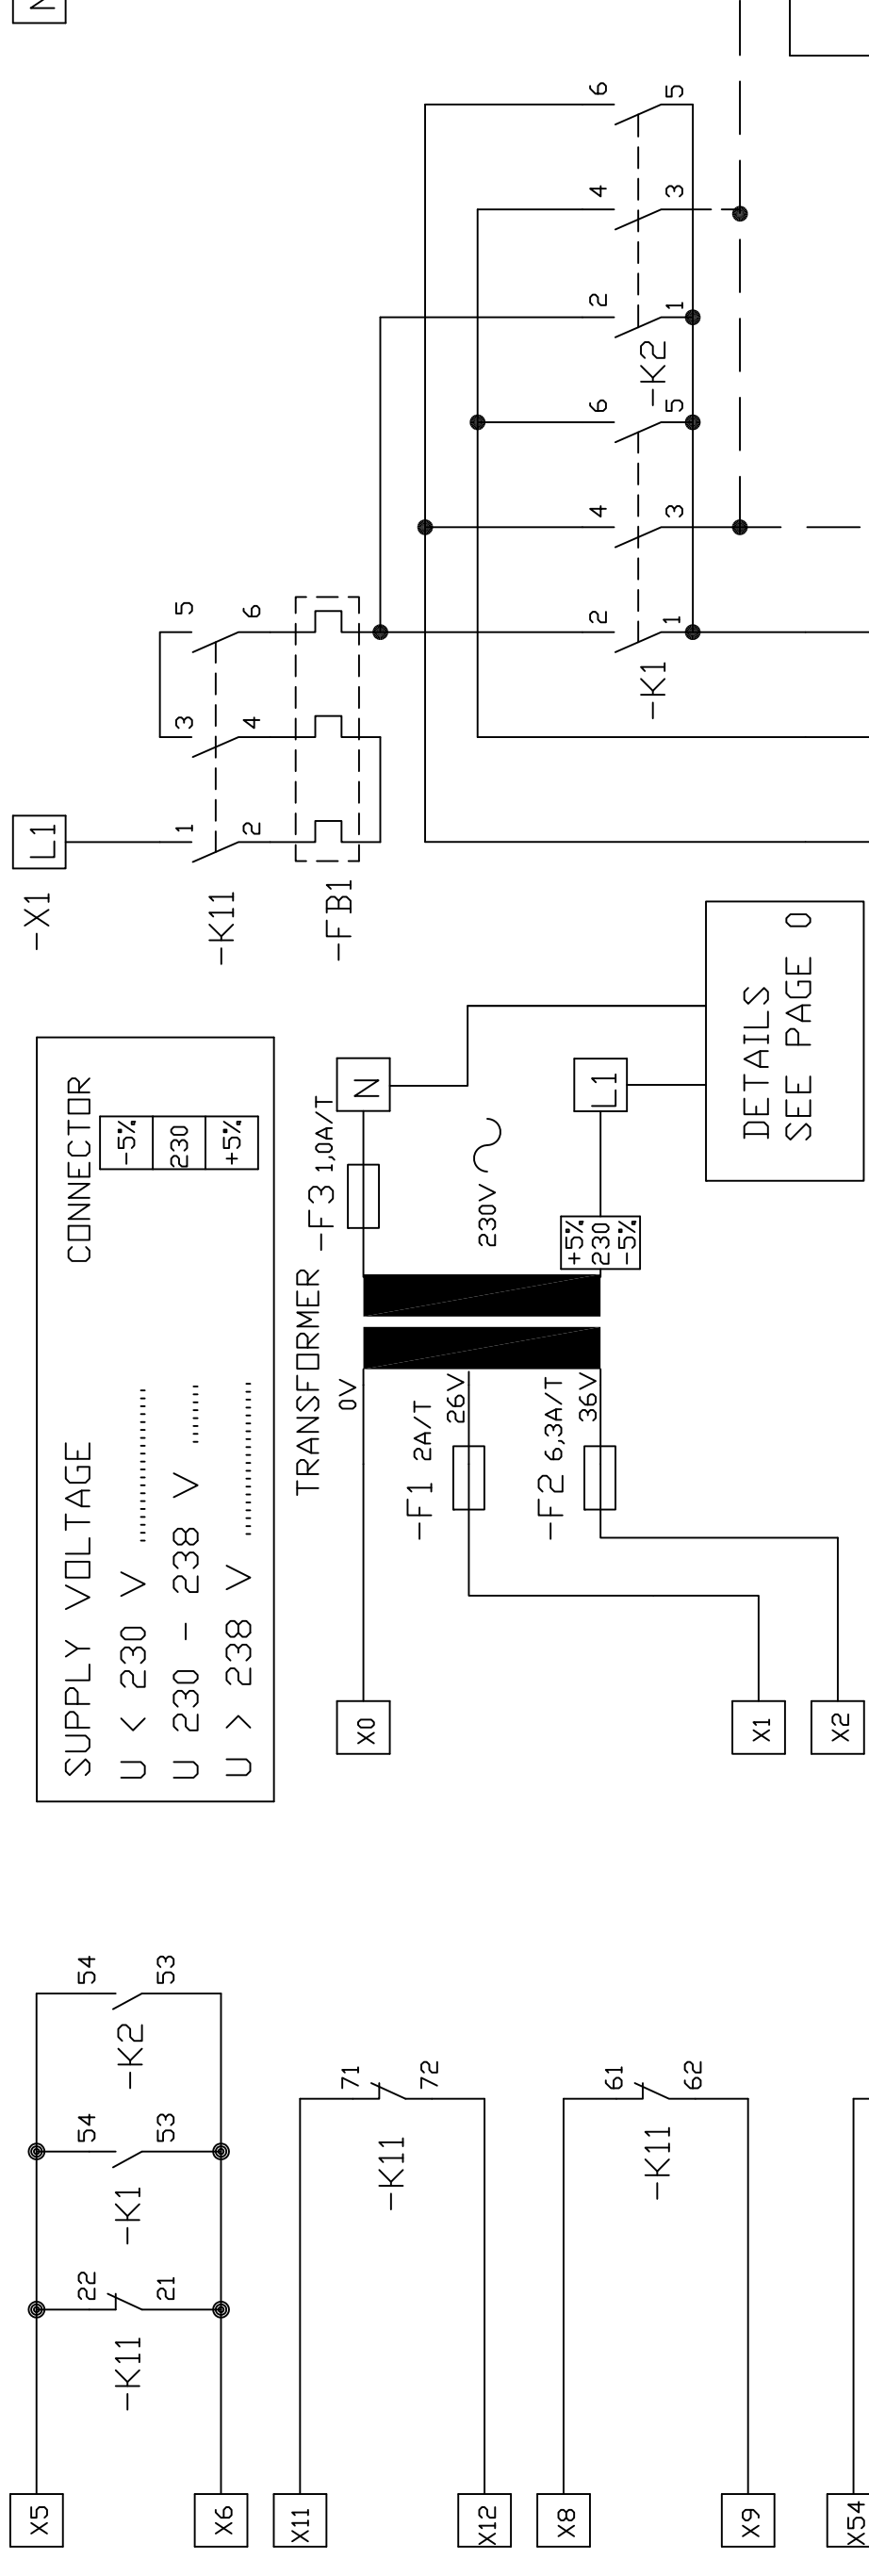 X5
X6
X11
X12
X8
X9
X54
-K11
22
21
-K1
54
53
-K2
54
53
-K11
71
72
-K11
61
62
SUPPLY VOLTAGE CONNECTOR
U < 230 V .................. -5%
U 230 - 238 V ........ 230
U > 238 V .................. +5%
TRANSFORMER
X0
X1
X2
0V
-F1 2A/T
26V
-F2 6,3A/T
36V
-F3 1,0A/T
N
230V
+5%
230
-5%
L1
DETAILS
SEE PAGE 0
-X1
L1
-K11
1
2
3
4
5
6
-FB1
-K1
2
1
4
3
6
5
-K2
2
1
4
3
6
5